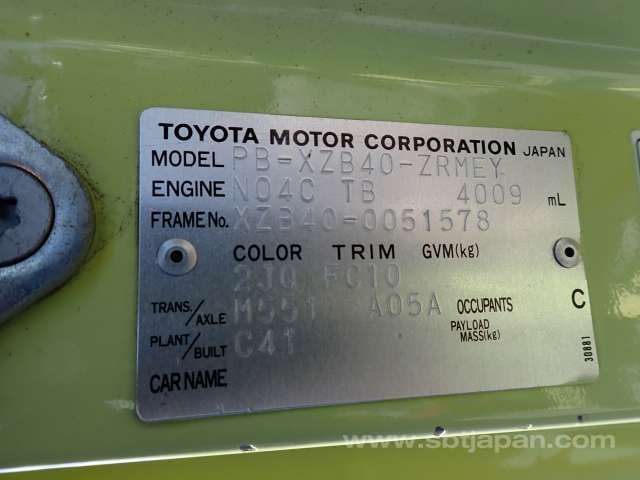 TOYOTA MOTOR CORPORATION JAPAN
MODEL PB-XZB40-ZRMEY
ENGINE N04C TB 4009 mL
FRAME No. XZB40-0051578
COLOR TRIM GVM(kg)
2J0 FC10
TRANS./AXLE M551 A05A OCCUPANTS C
PLANT/BUILT C41 PAYLOAD MASS(kg)
CAR NAME
30881
www.sbtjapan.com